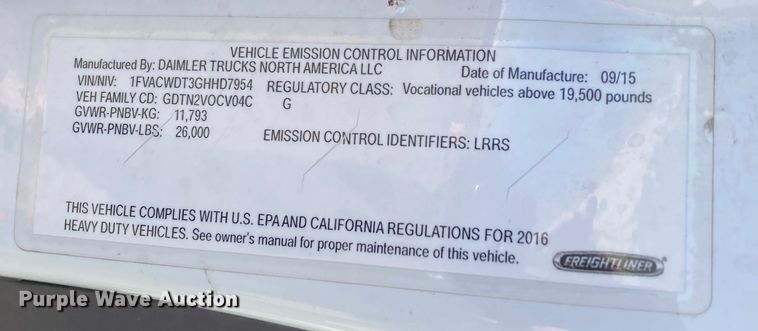 VEHICLE EMISSION CONTROL INFORMATION
Manufactured By: DAIMLER TRUCKS NORTH AMERICA LLC Date of Manufacture: 09/15
VIN/NIV: 1FVACWDT3GHHD7954 REGULATORY CLASS: Vocational vehicles above 19,500 pounds
VEH FAMILY CD: GDTN2VOCV04C G
GVWR-PNBV-KG: 11,793
GVWR-PNBV-LBS: 26,000 EMISSION CONTROL IDENTIFIERS: LRRS
THIS VEHICLE COMPLIES WITH U.S. EPA AND CALIFORNIA REGULATIONS FOR 2016
HEAVY DUTY VEHICLES. See owner's manual for proper maintenance of this vehicle.
FREIGHTLINER
Purple Wave Auction